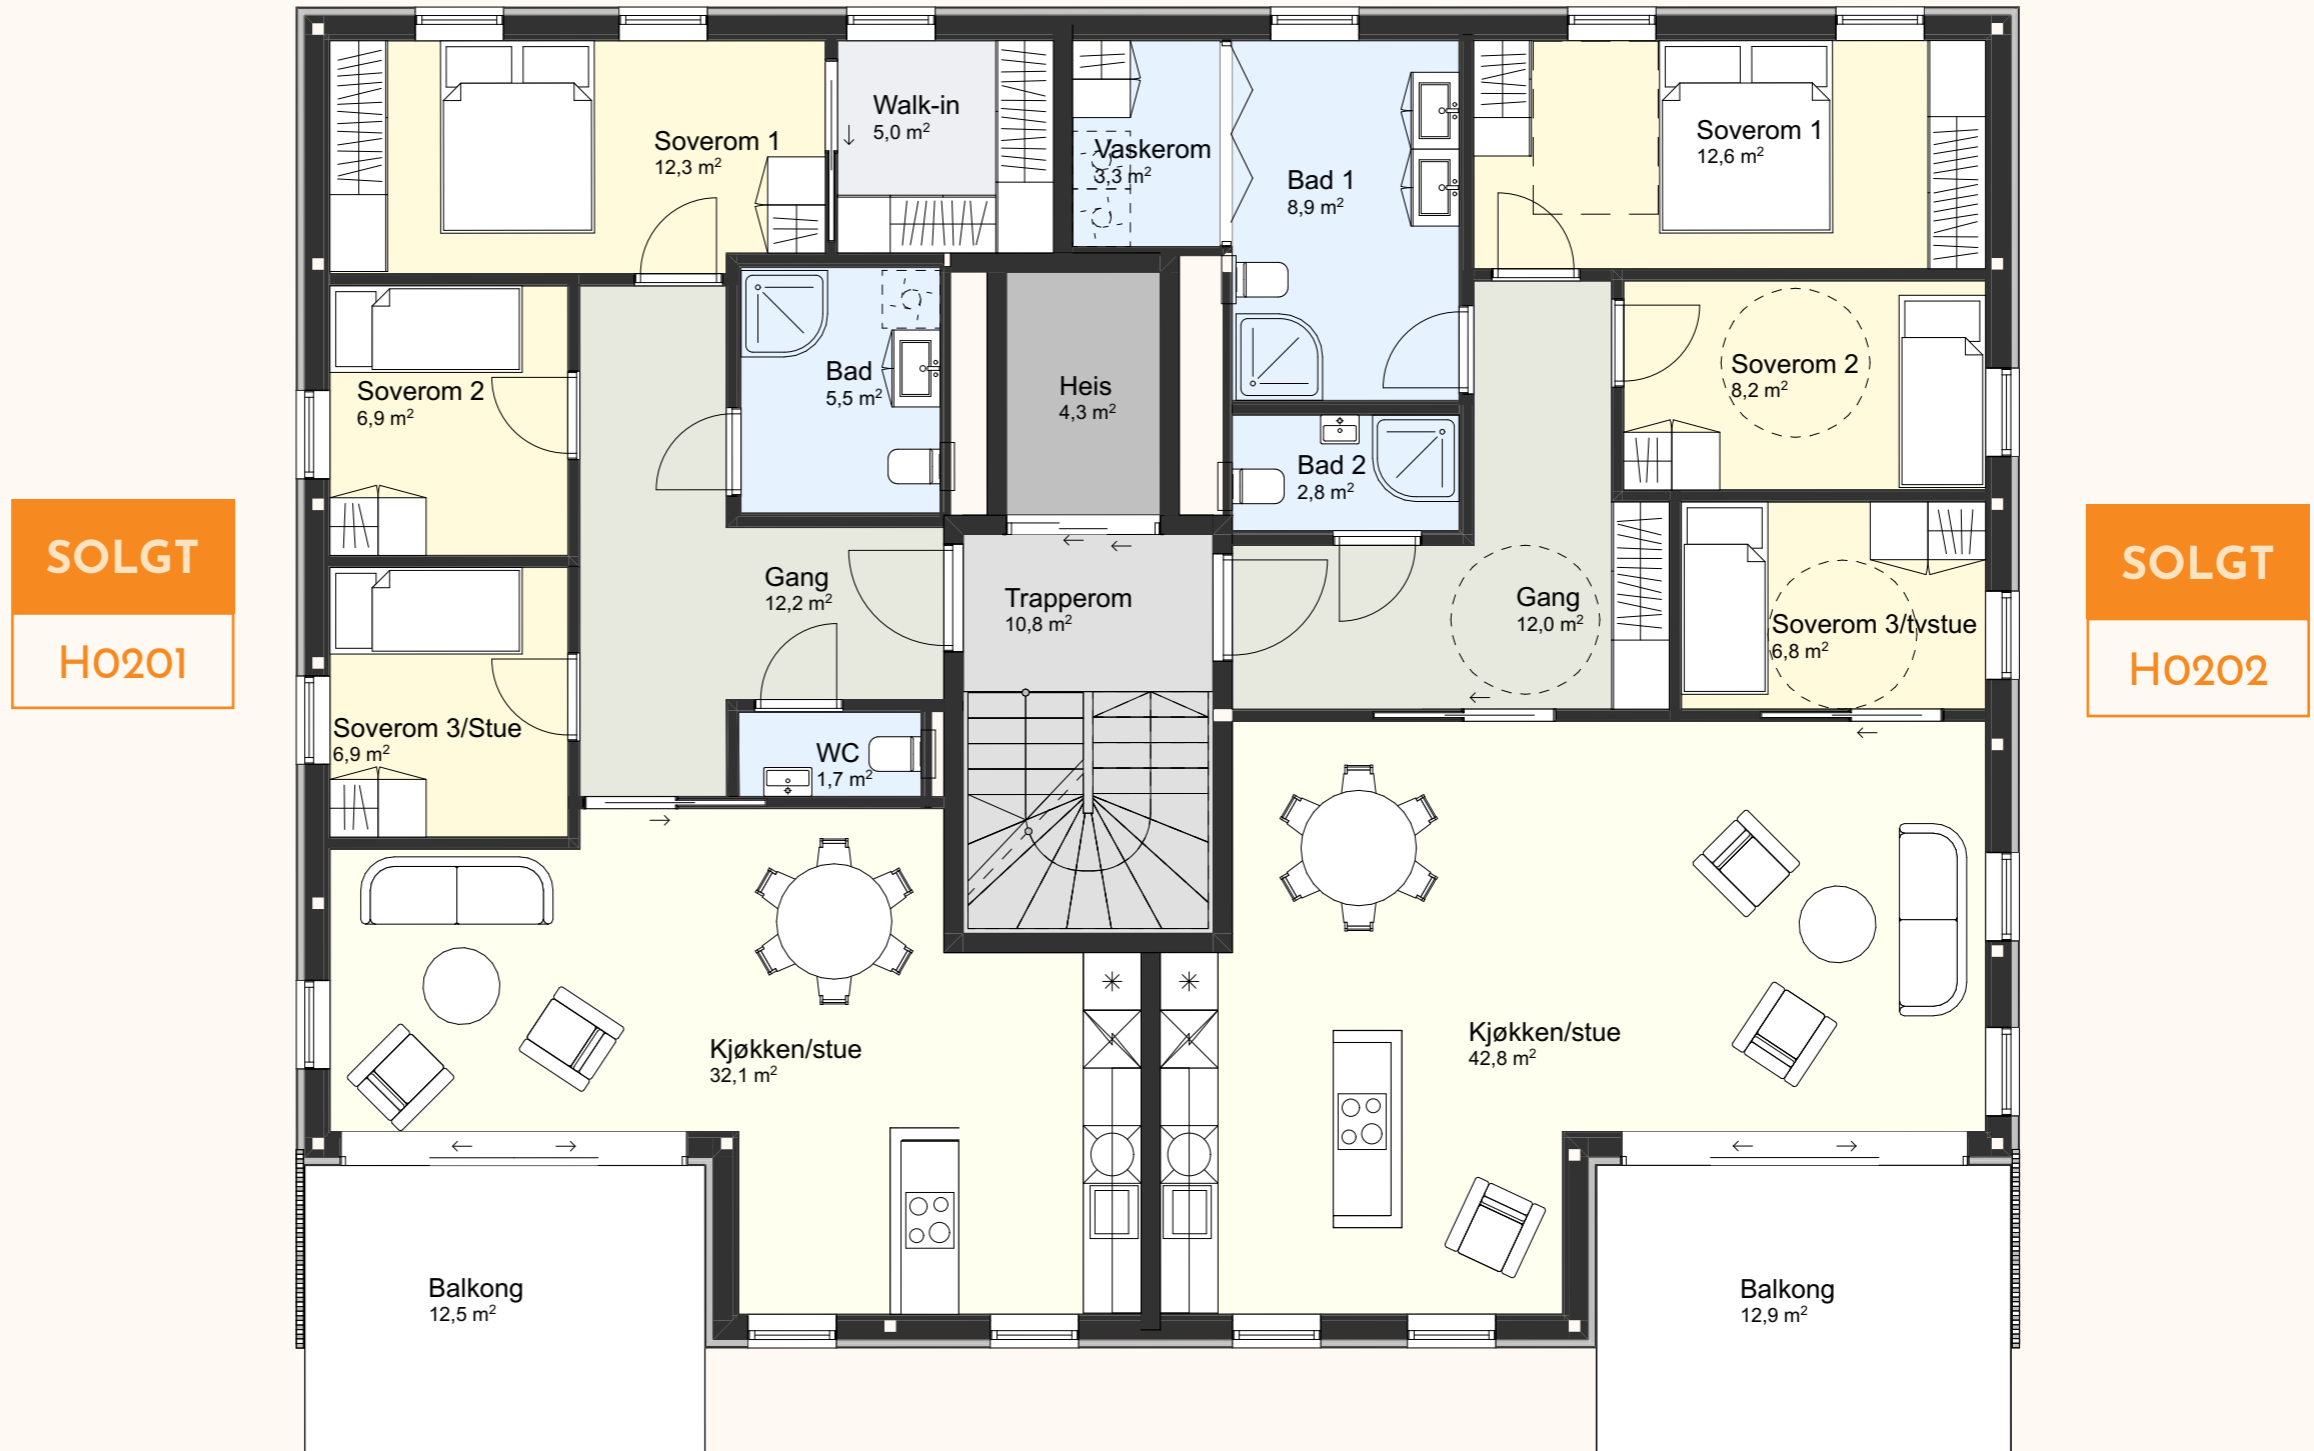 Soverom 1
12,3 m²
Walk-in
5,0 m²
Vaskerom
3,3 m²
Bad 1
8,9 m²
Soverom 1
12,6 m²
Soverom 2
6,9 m²
Bad
5,5 m²
Heis
4,3 m²
Bad 2
2,8 m²
Soverom 2
8,2 m²
SOLGT
H0201
Gang
12,2 m²
Trapperom
10,8 m²
Gang
12,0 m²
Soverom 3/tvstue
6,8 m²
SOLGT
H0202
Soverom 3/Stue
6,9 m²
WC
1,7 m²
Kjøkken/stue
32,1 m²
Kjøkken/stue
42,8 m²
Balkong
12,5 m²
Balkong
12,9 m²